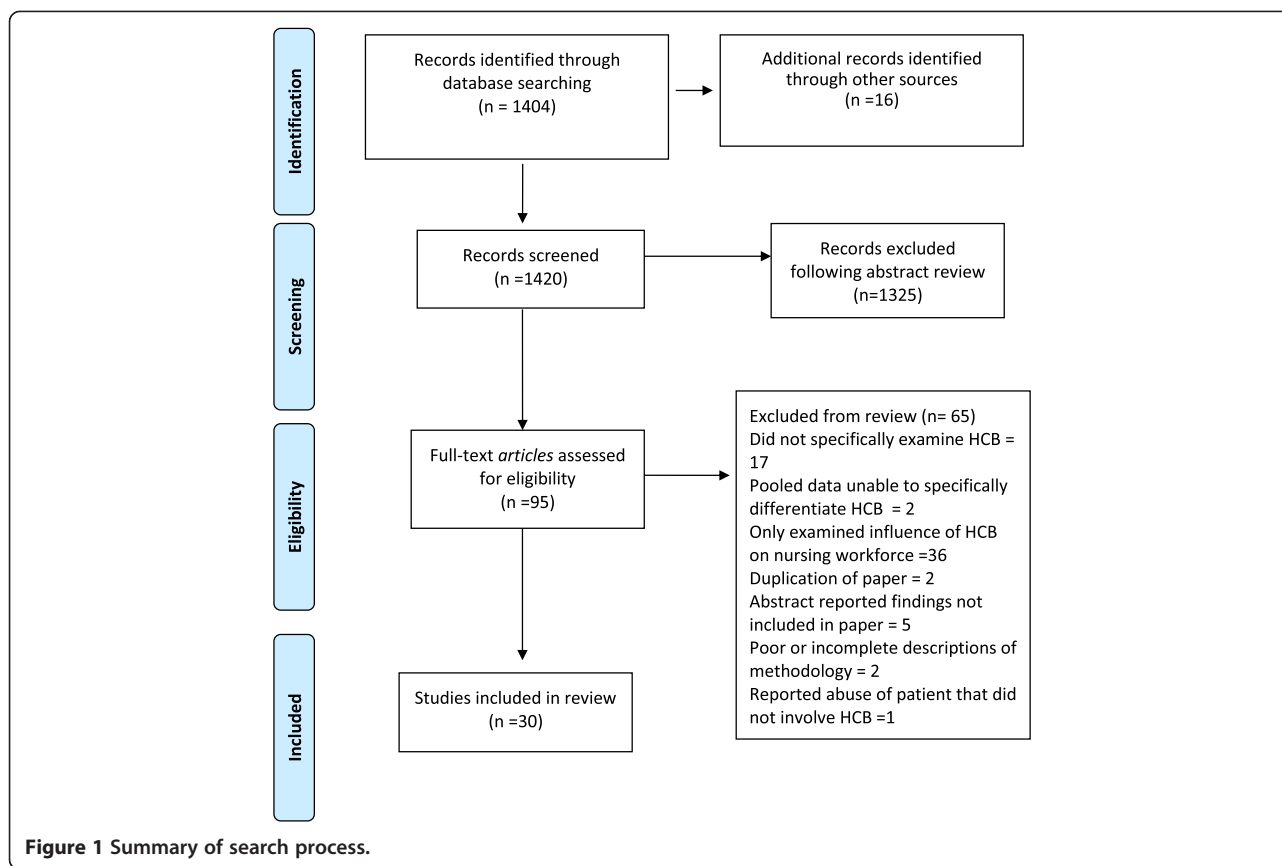 Identification
Records identified through
database searching
(n = 1404)
Additional records identified
through other sources
(n =16)
Screening
Records screened
(n =1420)
Records excluded
following abstract review
(n=1325)
Eligibility
Full-text articles assessed
for eligibility
(n =95)
Excluded from review (n= 65)
Did not specifically examine HCB =
17
Pooled data unable to specifically
differentiate HCB  = 2
Only examined influence of HCB
on nursing workforce =36
Duplication of paper = 2
Abstract reported findings not
included in paper = 5
Poor or incomplete descriptions of
methodology = 2
Reported abuse of patient that did
not involve HCB =1
Included
Studies included in review
(n =30)
Figure 1 Summary of search process.